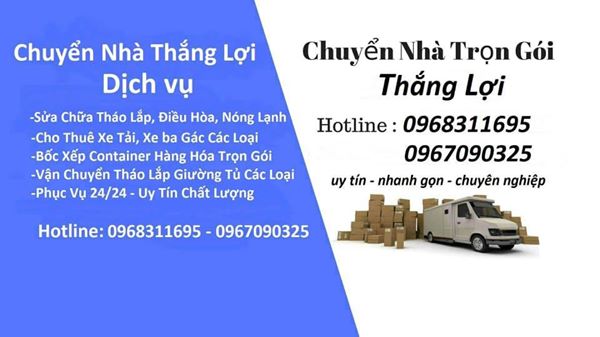 Chuyển Nhà Thắng Lợi
Dịch vụ
-Sửa Chữa Tháo Lắp, Điều Hòa, Nóng Lạnh
-Cho Thuê Xe Tải, Xe ba Gác Các Loại
-Bốc Xếp Container Hàng Hóa Trọn Gói
-Vận Chuyển Tháo Lắp Giường Tủ Các Loại
-Phục Vụ 24/24 - Uy Tín Chất Lượng
Hotline: 0968311695 - 0967090325
Chuyển Nhà Trọn Gói
Thắng Lợi
Hotline : 0968311695
0967090325
uy tín - nhanh gọn - chuyên nghiệp